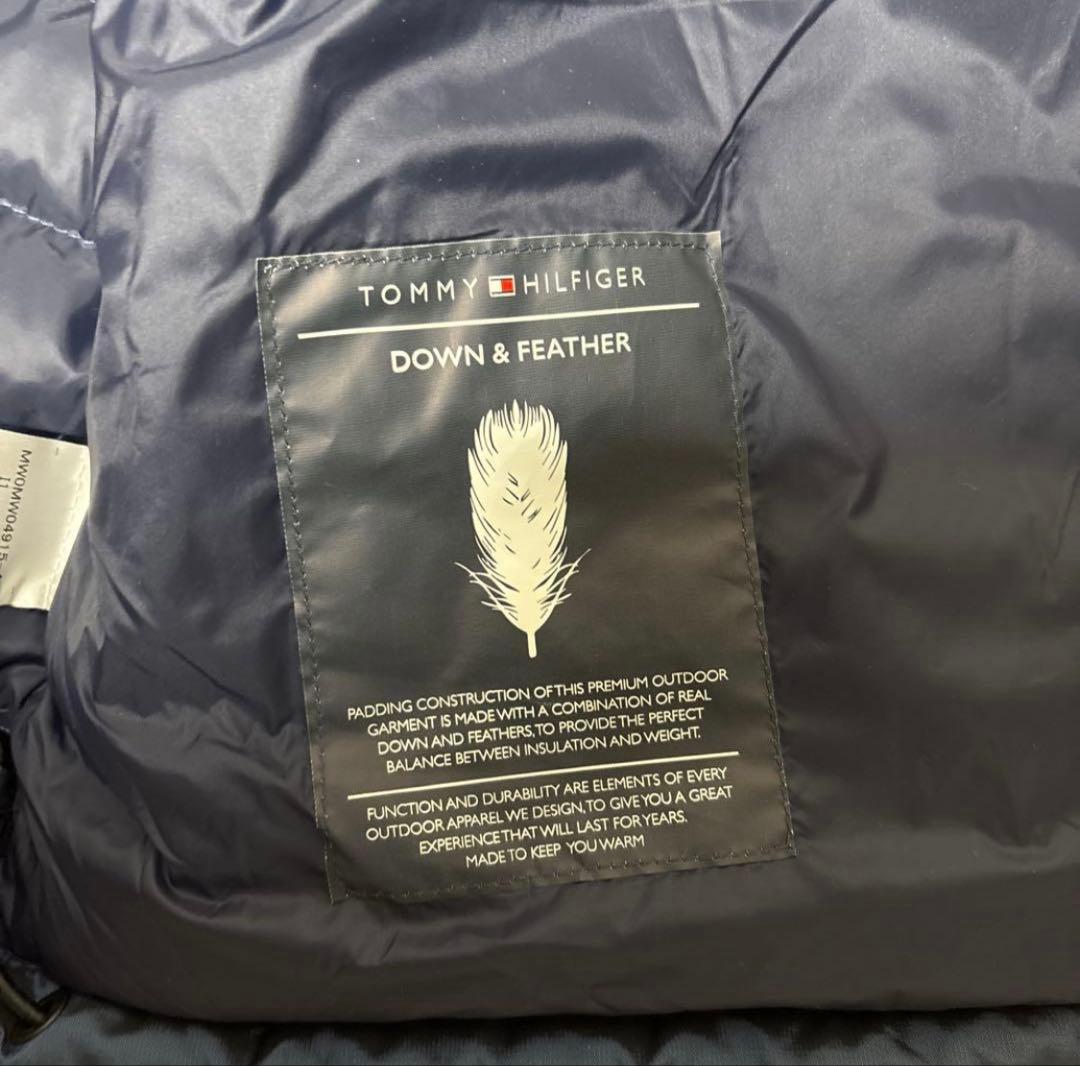 TOMMY HILFIGER
DOWN & FEATHER
PADDING CONSTRUCTION OF THIS PREMIUM OUTDOOR
GARMENT IS MADE WITH A COMBINATION OF REAL
DOWN AND FEATHERS, TO PROVIDE THE PERFECT
BALANCE BETWEEN INSULATION AND WEIGHT.
FUNCTION AND DURABILITY ARE ELEMENTS OF EVERY
OUTDOOR APPAREL WE DESIGN, TO GIVE YOU A GREAT
EXPERIENCE THAT WILL LAST FOR YEARS.
MADE TO KEEP YOU WARM